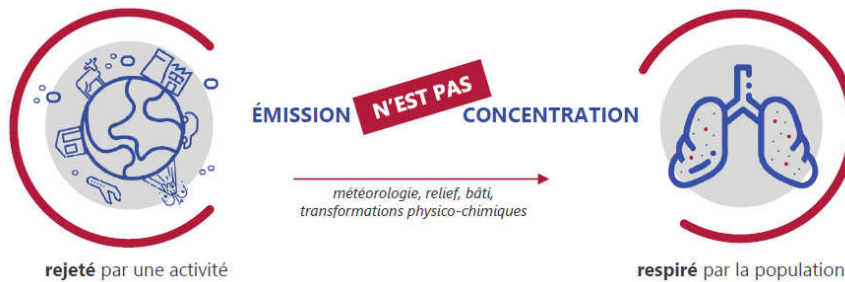 ÉMISSION N'EST PAS CONCENTRATION
météorologie, relief, bâti,
transformations physico-chimiques
rejeté par une activité
respiré par la population